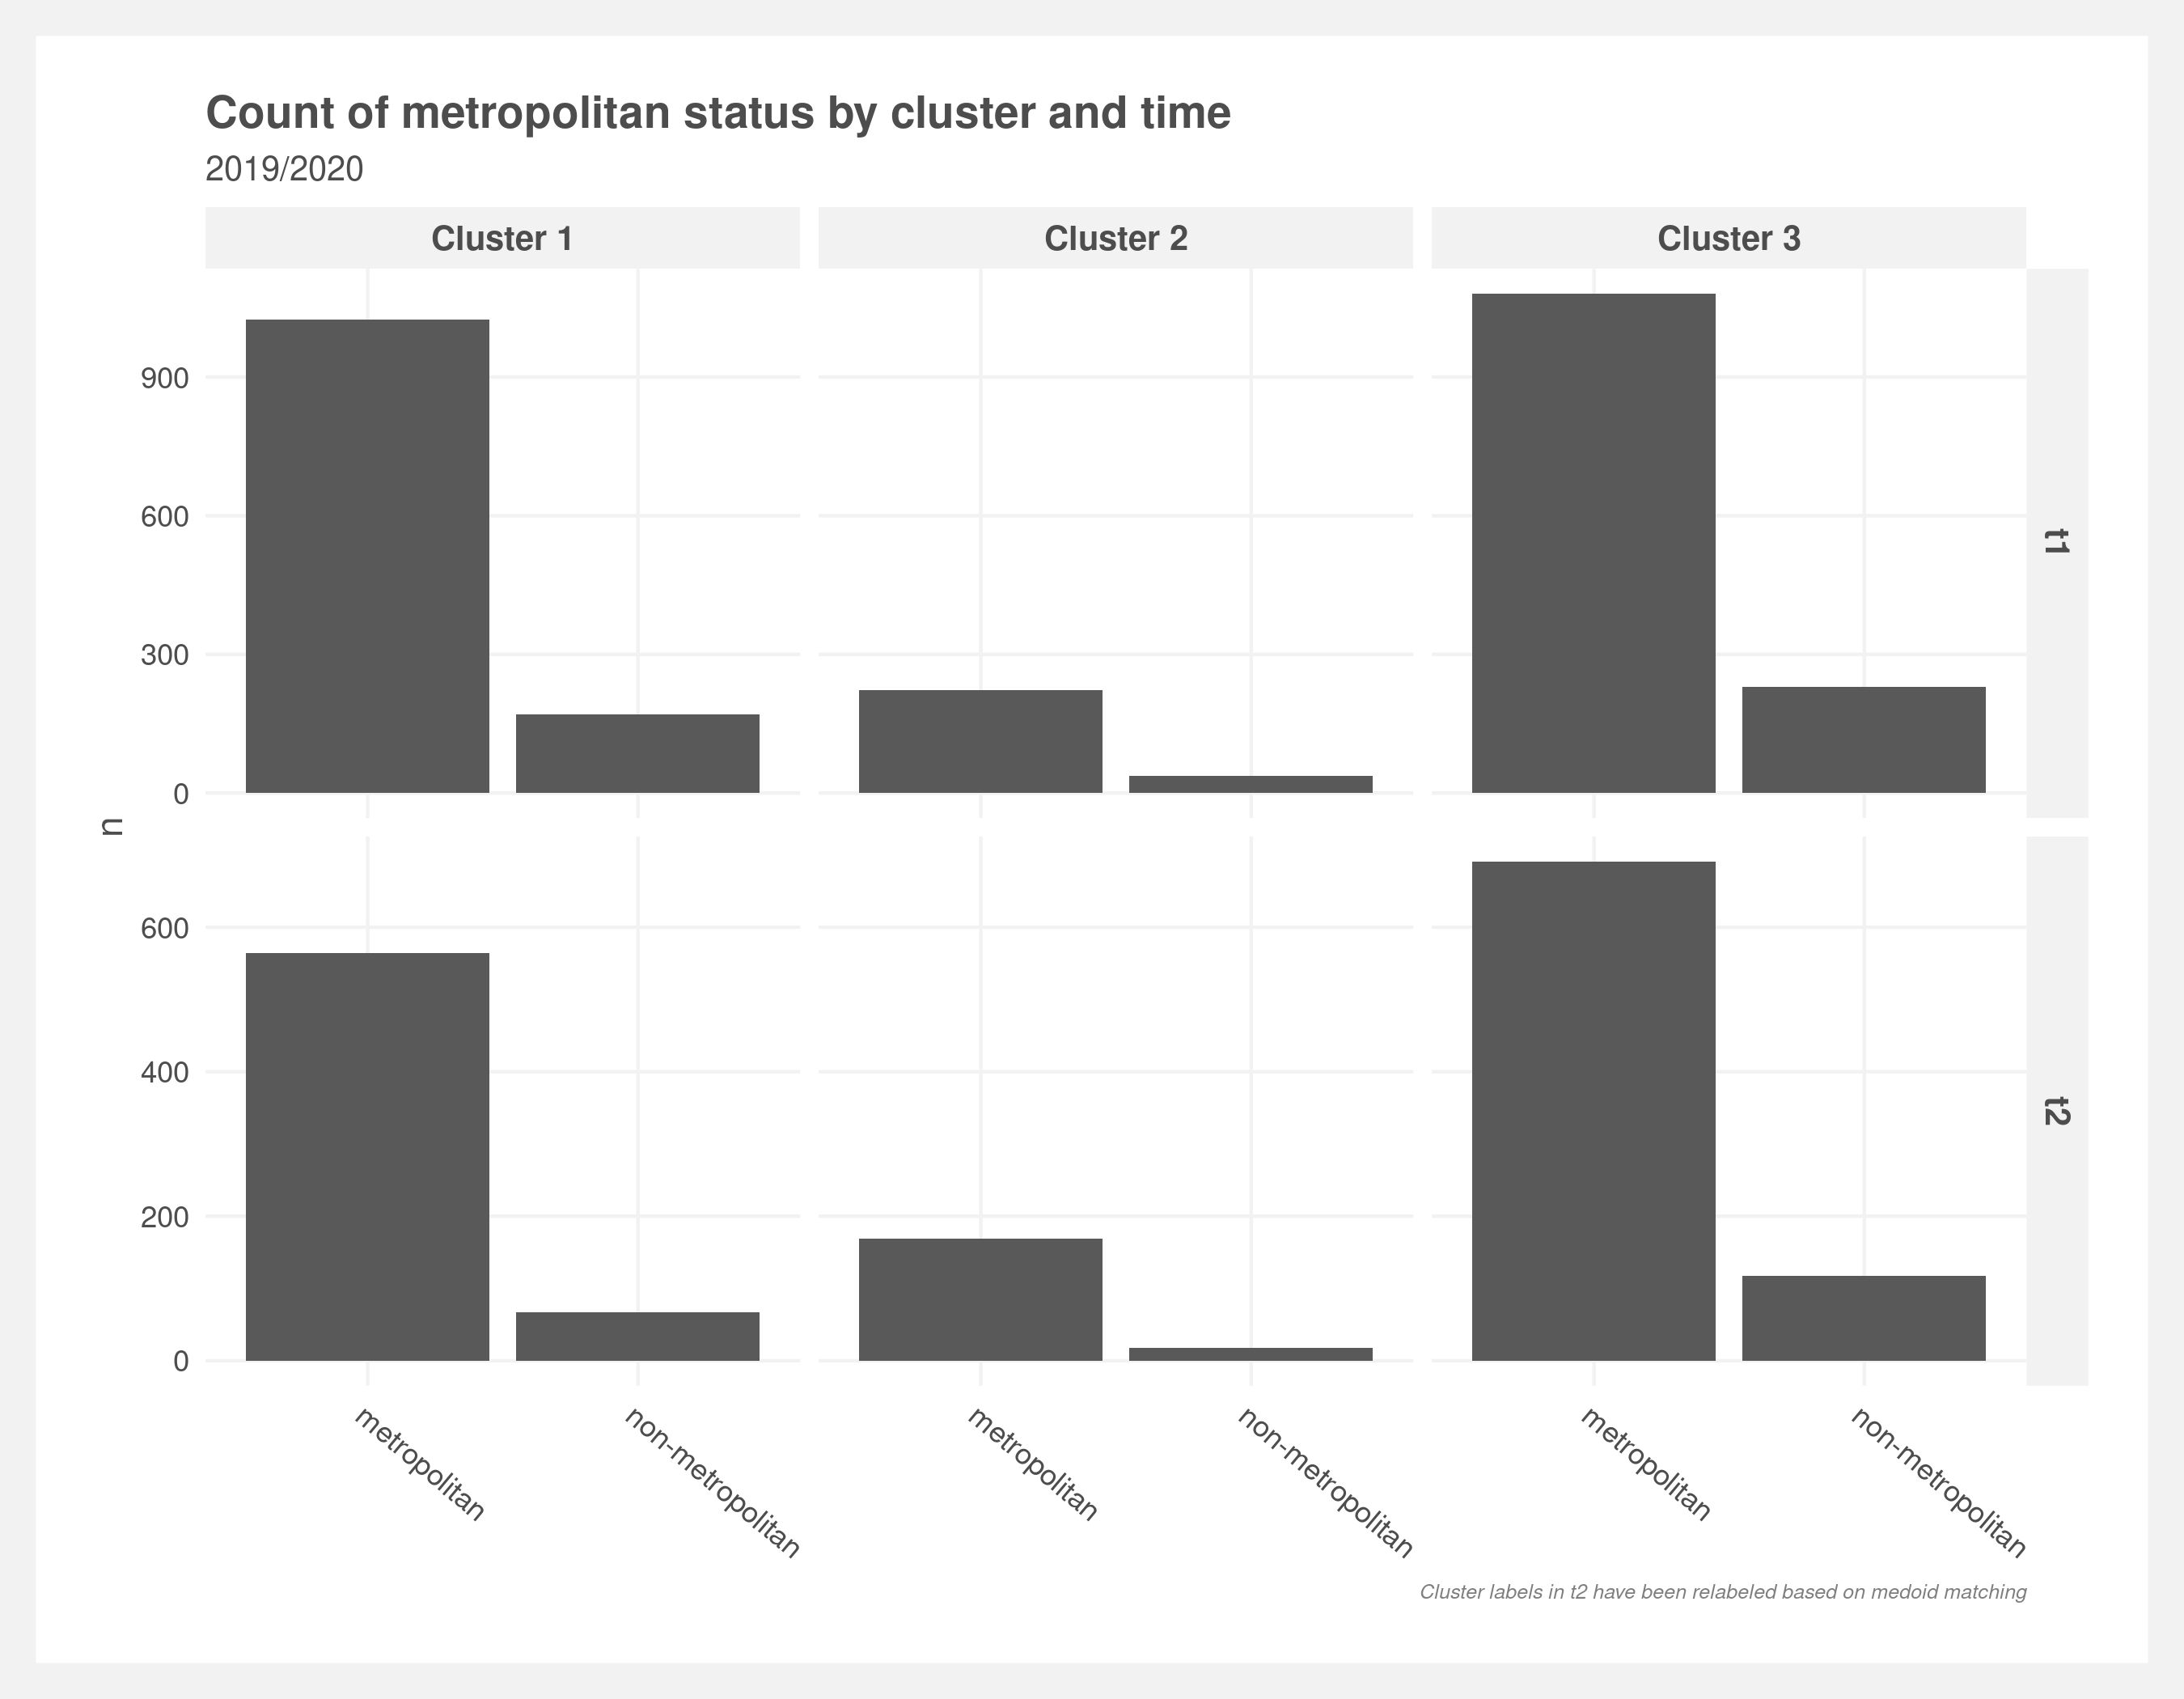 Count of metropolitan status by cluster and time
2019/2020
Cluster 1 Cluster 2 Cluster 3
900
600
300
0
t1
n
600
400
200
0
t2
metropolitan non-metropolitan metropolitan non-metropolitan metropolitan non-metropolitan
Cluster labels in t2 have been relabeled based on medoid matching